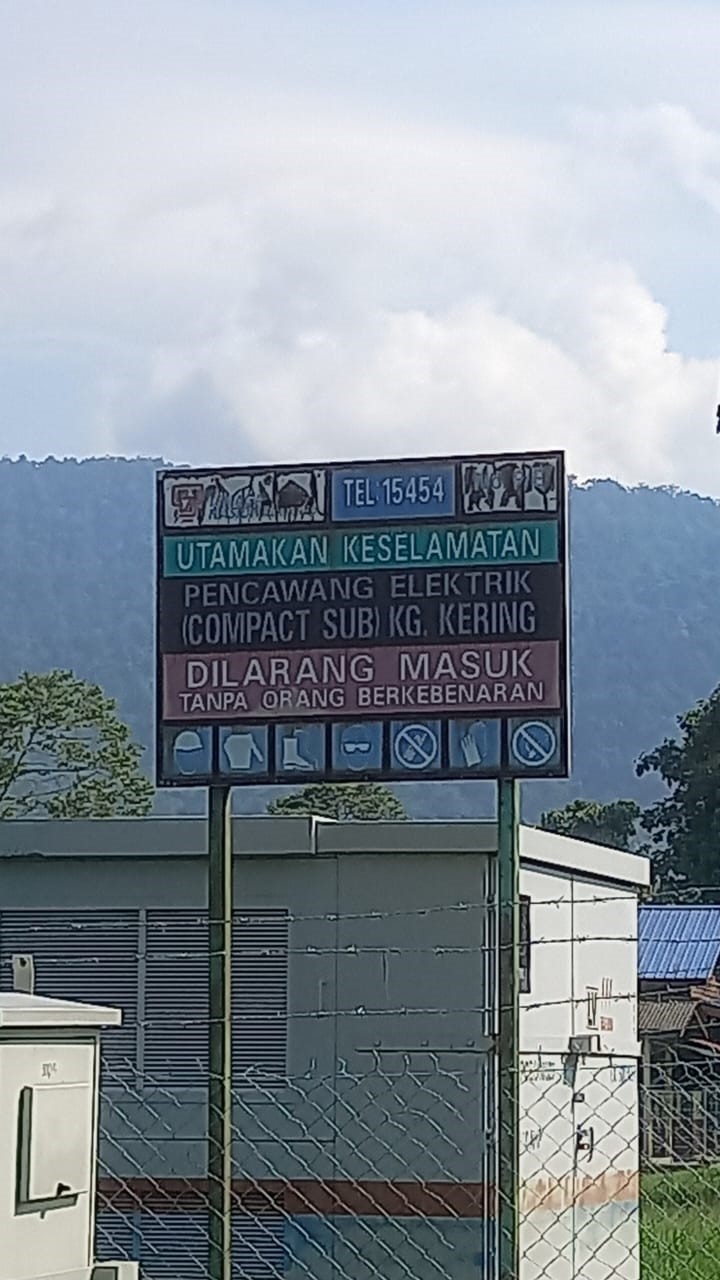 TEL:15454
UTAMAKAN KESELAMATAN
PENCAWANG ELEKTRIK
(COMPACT SUB) KG. KERING
DILARANG MASUK
TANPA ORANG BERKEBENARAN